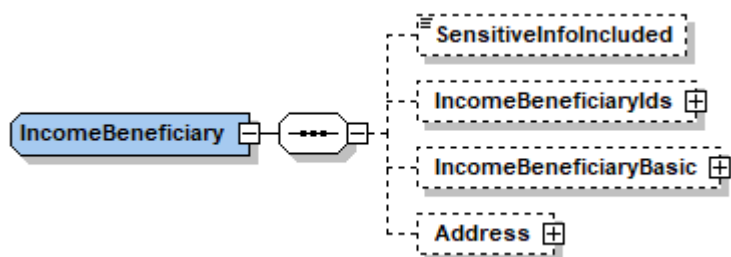 SensitiveInfoIncluded
IncomeBeneficiaryIds
IncomeBeneficiary
IncomeBeneficiaryBasic
Address